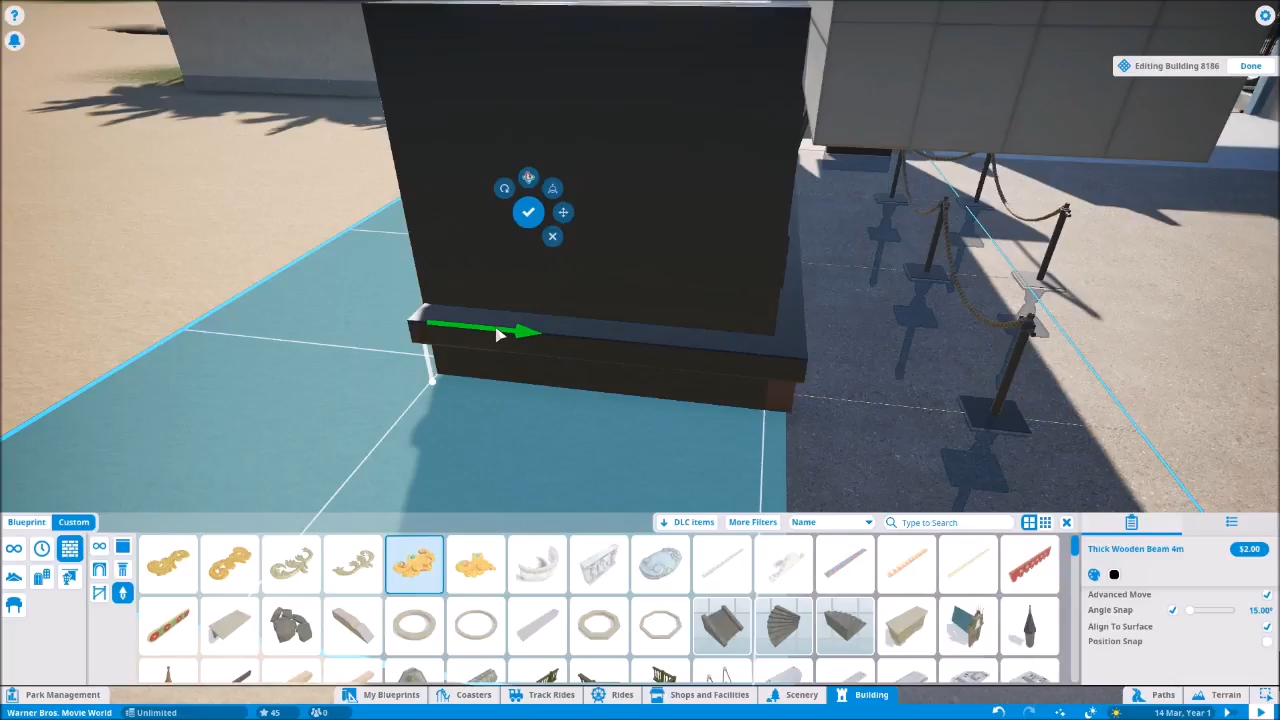 ?
Editing Building 8186
Done
Blueprint
Custom
DLC items
More Filters
Name
Type to Search
Thick Wooden Beam 4m
$2.00
Advanced Move
Angle Snap
15.00°
Align To Surface
Position Snap
Park Management
My Blueprints
Coasters
Track Rides
Rides
Shops and Facilities
Scenery
Building
Paths
Terrain
Warner Bros. Movie World
Unlimited
45
0
14 Mar, Year 1